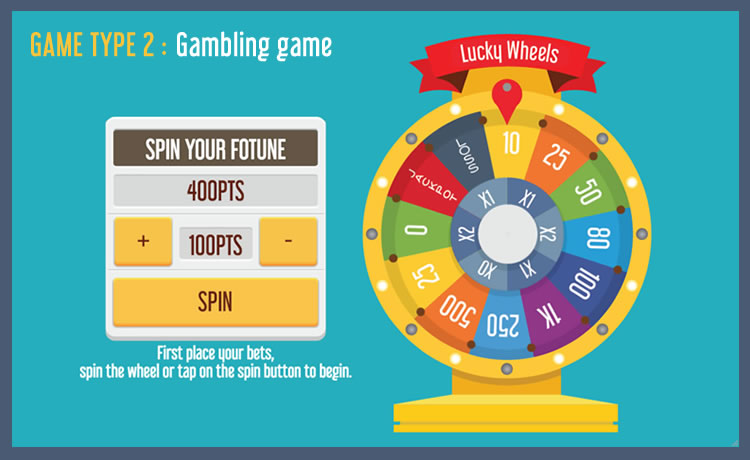 GAME TYPE 2 : Gambling game
Lucky Wheels
SPIN YOUR FOTUNE
400PTS
+
100PTS
-
SPIN
First place your bets,
spin the wheel or tap on the spin button to begin.
10
25
50
80
100
1K
250
500
25
0
JACKPOT
X1
X2
X1
X0
X2
X1